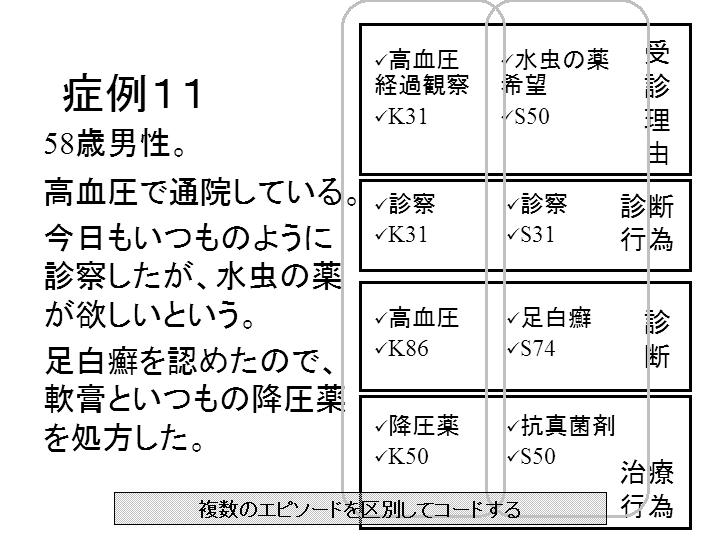 症例１１
58歳男性。
高血圧で通院している。
今日もいつものように
診察したが、水虫の薬
が欲しいという。
足白癬を認めたので、
軟膏といつもの降圧薬
を処方した。
✓高血圧
経過観察
✓K31
✓水虫の薬
希望
✓S50
受診理由
✓診察
✓K31
✓診察
✓S31
診断
行為
✓高血圧
✓K86
✓足白癬
✓S74
診断
✓降圧薬
✓K50
✓抗真菌剤
✓S50
治療
行為
複数のエピソードを区別してコードする